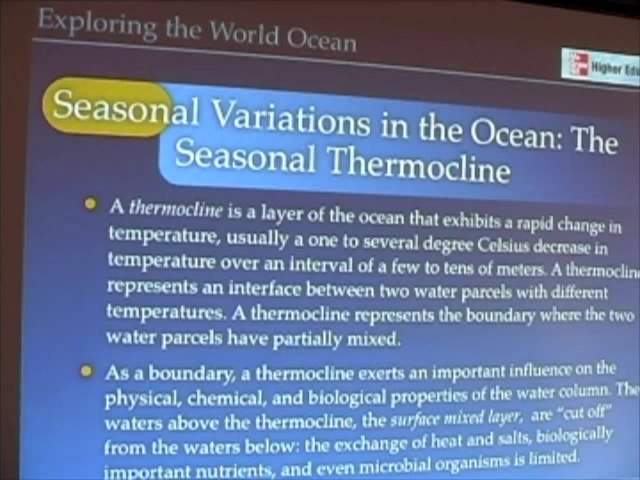 Exploring the World Ocean
Higher Edu
Seasonal Variations in the Ocean: The
Seasonal Thermocline
A thermocline is a layer of the ocean that exhibits a rapid change in
temperature, usually a one to several degree Celsius decrease in
temperature over an interval of a few to tens of meters. A thermocline
represents an interface between two water parcels with different
temperatures. A thermocline represents the boundary where the two
water parcels have partially mixed.
As a boundary, a thermocline exerts an important influence on the
physical, chemical, and biological properties of the water column. The
waters above the thermocline, the surface mixed layer, are “cut off”
from the waters below: the exchange of heat and salts, biologically
important nutrients, and even microbial organisms is limited.